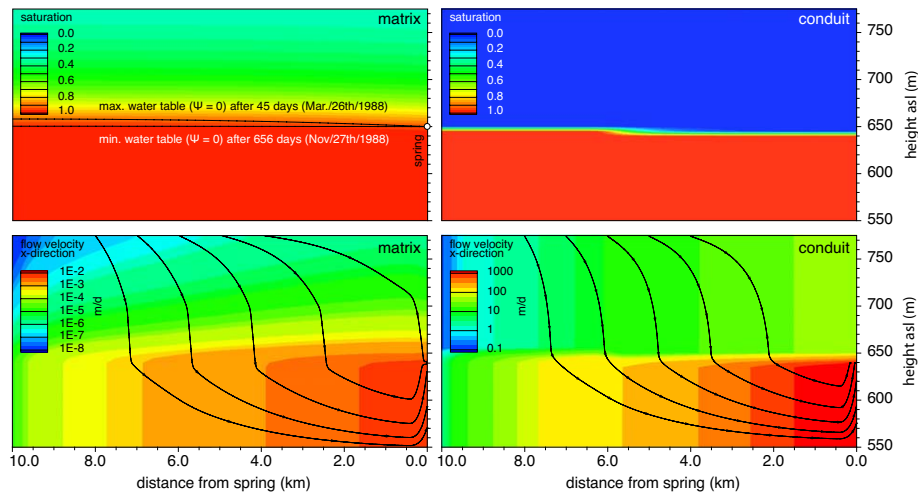 saturation
matrix
0.0
0.2
0.4
0.6
0.8
1.0
max. water table (Ψ = 0) after 45 days (Mar./26th/1988)
min. water table (Ψ = 0) after 656 days (Nov/27th/1988)
spring
saturation
conduit
0.0
0.2
0.4
0.6
0.8
1.0
750
700
650
600
550
height asl (m)
flow velocity
x-direction
matrix
1E-2
1E-3
1E-4
1E-5
1E-6
1E-7
1E-8
m/d
flow velocity
x-direction
conduit
1000
100
10
1
0.1
m/d
750
700
650
600
550
height asl (m)
10.0 8.0 6.0 4.0 2.0 10.0 8.0 6.0 4.0 2.0 0.0
distance from spring (km) distance from spring (km)